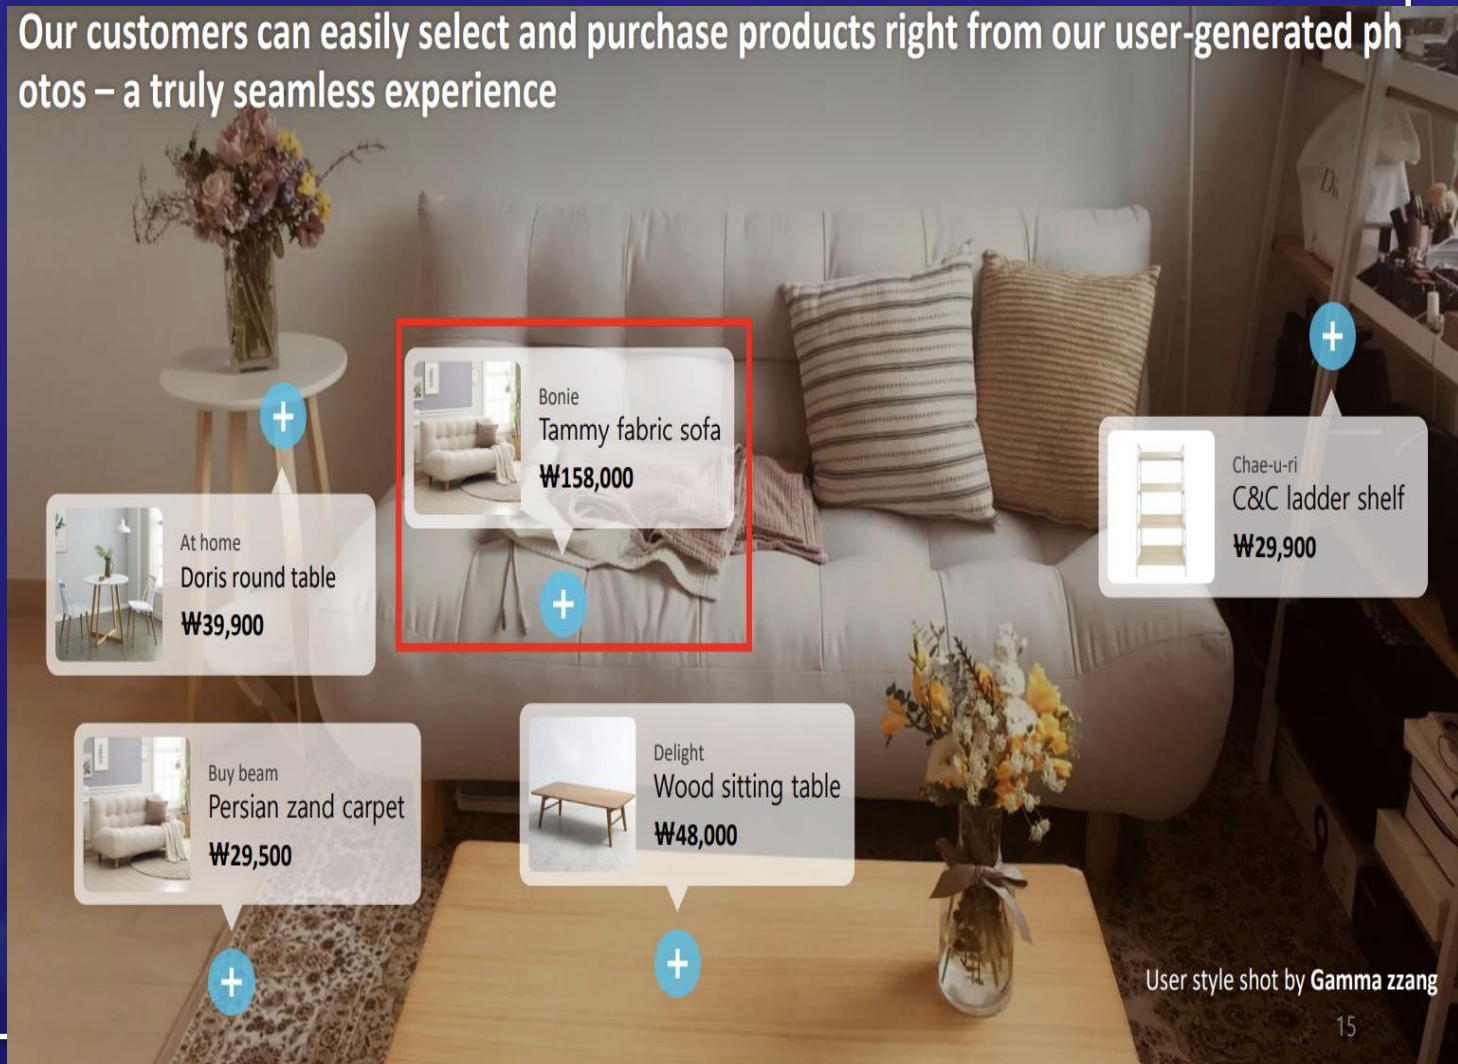 Our customers can easily select and purchase products right from our user-generated ph
otos – a truly seamless experience
Bonie
Tammy fabric sofa
₩158,000
Chae-u-ri
C&C ladder shelf
₩29,900
At home
Doris round table
₩39,900
Buy beam
Persian zand carpet
₩29,500
Delight
Wood sitting table
₩48,000
User style shot by Gamma zzang
15